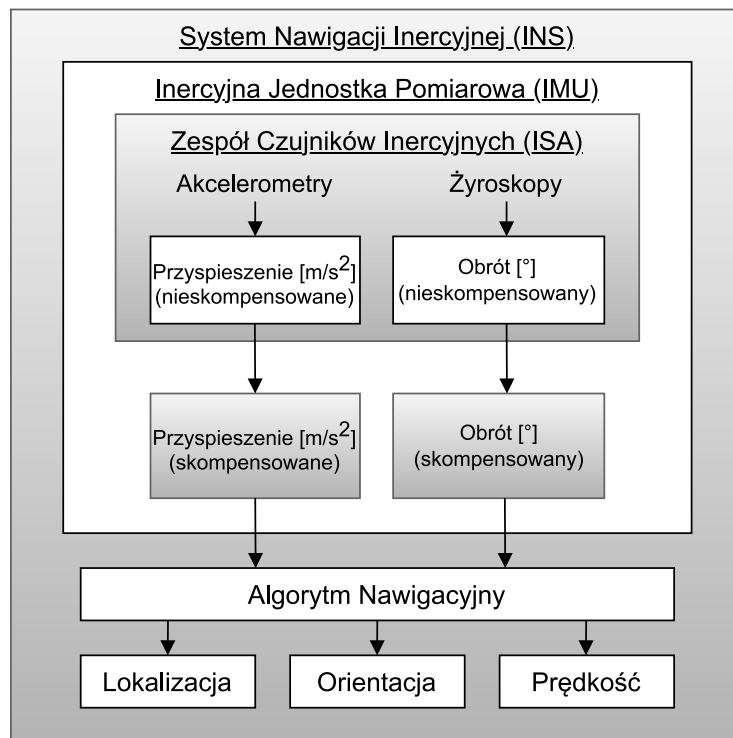 System Nawigacji Inercyjnej (INS)
Inercyjna Jednostka Pomiarowa (IMU)
Zespół Czujników Inercyjnych (ISA)
Akcelerometry
Żyroskopy
Przyspieszenie [m/s²]
(nieskompensowane)
Obrót [°]
(nieskompensowany)
Przyspieszenie [m/s²]
(skompensowane)
Obrót [°]
(skompensowany)
Algorytm Nawigacyjny
Lokalizacja
Orientacja
Prędkość